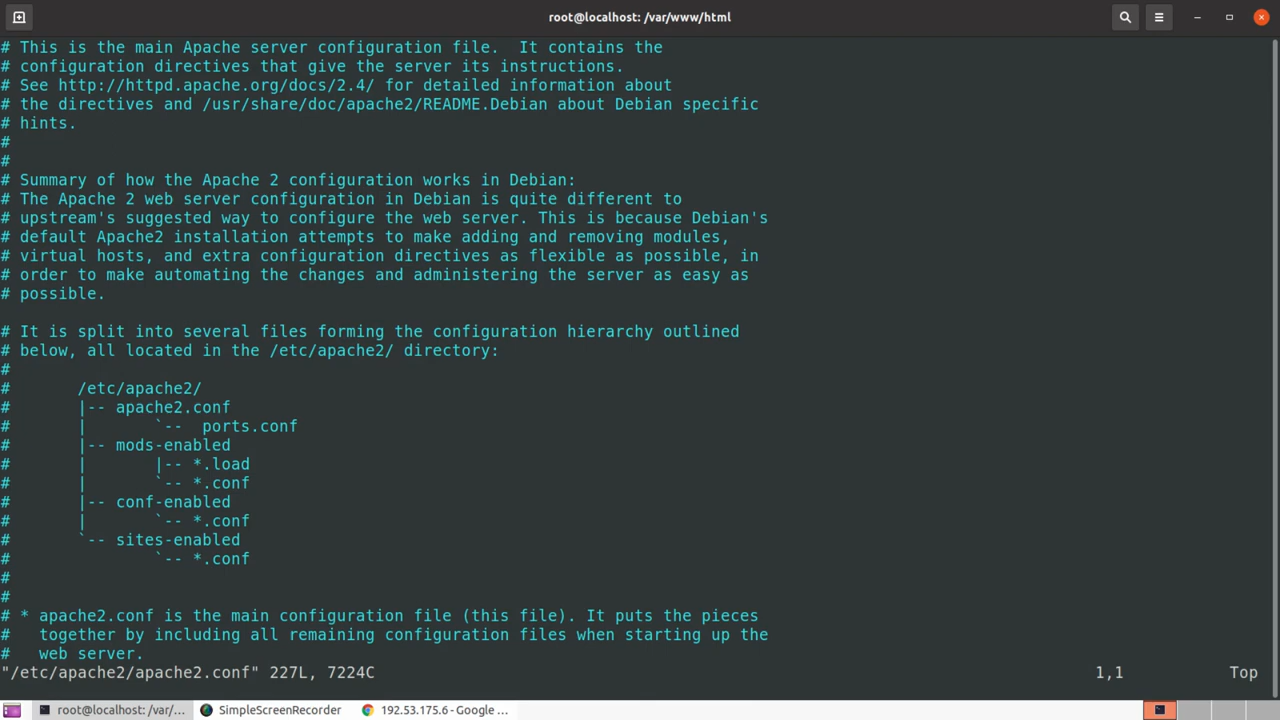 root@localhost: /var/www/html
# This is the main Apache server configuration file.  It contains the
# configuration directives that give the server its instructions.
# See http://httpd.apache.org/docs/2.4/ for detailed information about
# the directives and /usr/share/doc/apache2/README.Debian about Debian specific
# hints.
#
#
# Summary of how the Apache 2 configuration works in Debian:
# The Apache 2 web server configuration in Debian is quite different to
# upstream's suggested way to configure the web server. This is because Debian's
# default Apache2 installation attempts to make adding and removing modules,
# virtual hosts, and extra configuration directives as flexible as possible, in
# order to make automating the changes and administering the server as easy as
# possible.

# It is split into several files forming the configuration hierarchy outlined
# below, all located in the /etc/apache2/ directory:
#
#       /etc/apache2/
#       |-- apache2.conf
#       |       `--  ports.conf
#       |-- mods-enabled
#       |       |-- *.load
#       |       `-- *.conf
#       |-- conf-enabled
#       |       `-- *.conf
#       `-- sites-enabled
#               `-- *.conf
#
#
# * apache2.conf is the main configuration file (this file). It puts the pieces
#   together by including all remaining configuration files when starting up the
#   web server.
"/etc/apache2/apache2.conf" 227L, 7224C 1,1 Top
root@localhost: /var/... SimpleScreenRecorder 192.53.175.6 - Google ...